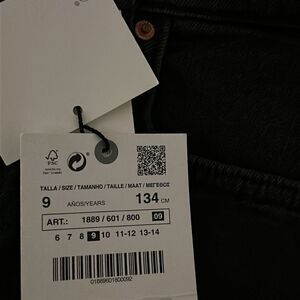 FSC
TALLA / SIZE / TAMANHO / TAILLE / MAAT / ΜΕΓΕΘΟΣ
9 AÑOS/YEARS 134 CM
ART.: 1889 / 601 / 800 09
6 7 8 9 10 11-12 13-14
01889601800092